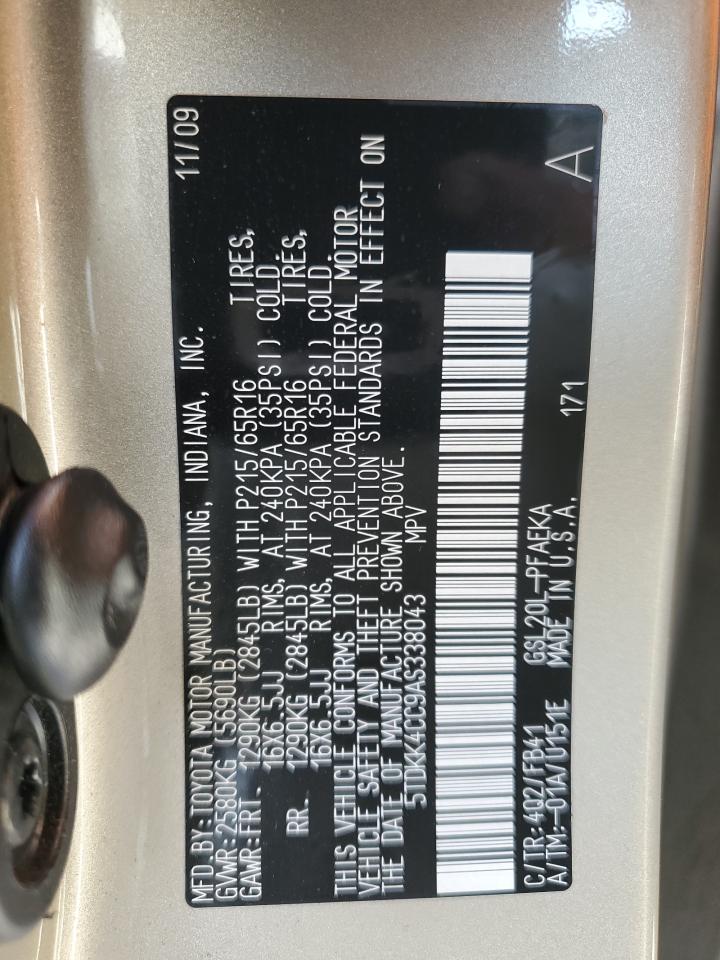 MFD.BY:TOYOTA MOTOR MANUFACTURING, INDIANA, INC. 11/09
GVWR:2580KG (5690LB)
GAWR:FRT. 1290KG (2845LB) WITH P215/65R16 TIRES,
16X6.5JJ RIMS, AT 240KPA (35PSI) COLD.
RR. 1290KG (2845LB) WITH P215/65R16 TIRES,
16X6.5JJ RIMS, AT 240KPA (35PSI) COLD.
THIS VEHICLE CONFORMS TO ALL APPLICABLE FEDERAL MOTOR
VEHICLE SAFETY AND THEFT PREVENTION STANDARDS IN EFFECT ON
THE DATE OF MANUFACTURE SHOWN ABOVE.
5TDKK4CC9AS338043 MPV
C/TR:4Q2/FB41 GSL20L-PFAEKA
A/TM:-01A/U151E MADE IN U.S.A. 171 A